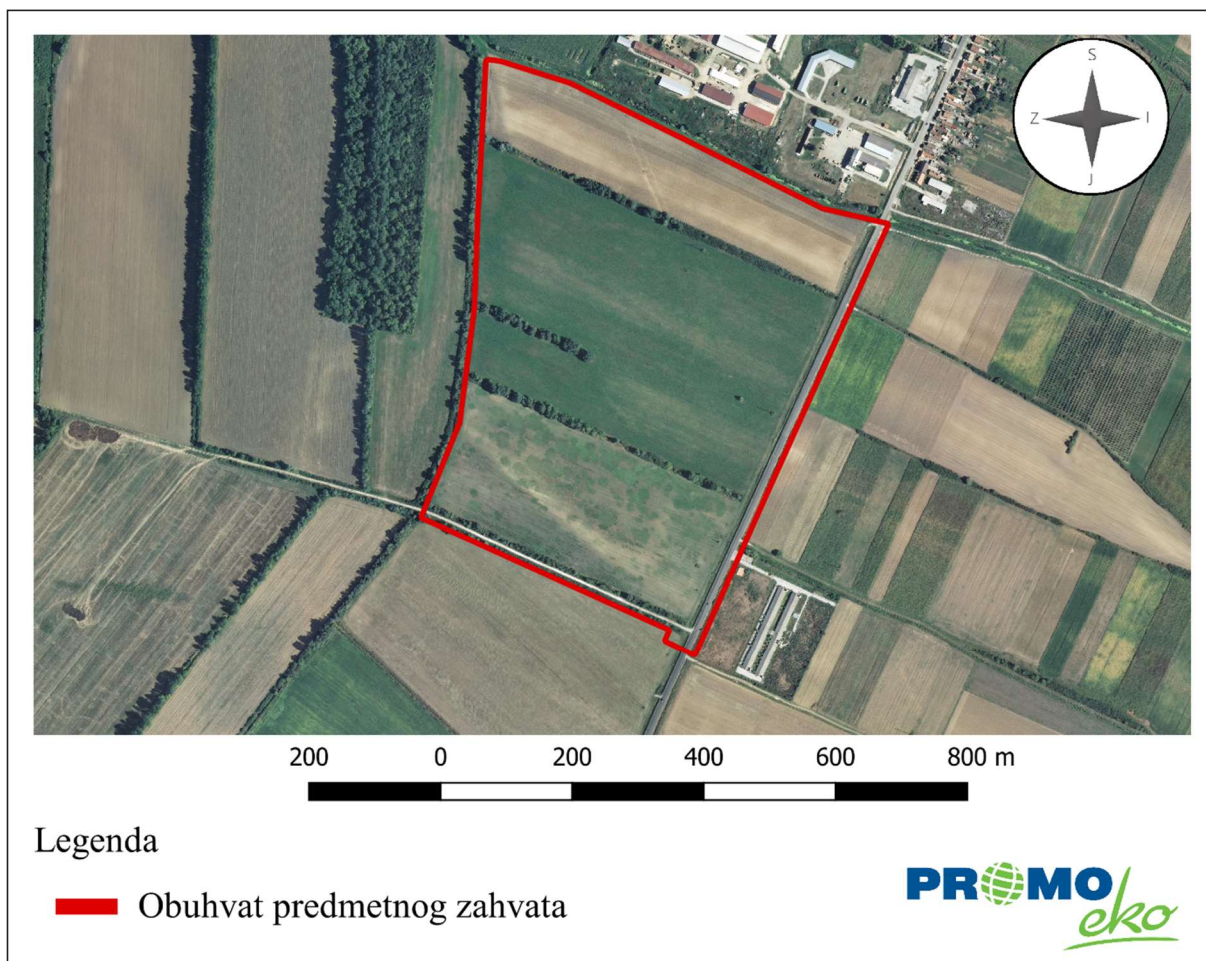 S
Z I
J
200 0 200 400 600 800 m
Legenda
Obuhvat predmetnog zahvata
PROMO
eko